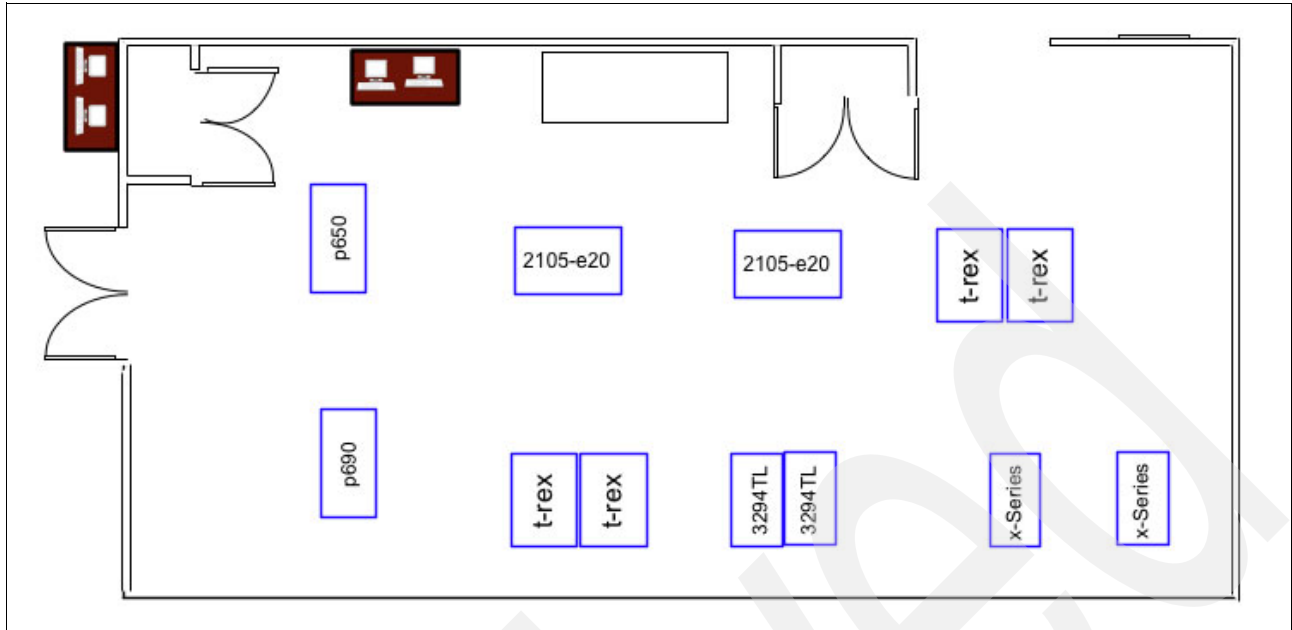 p650
2105-e20
2105-e20
t-rex
t-rex
p690
t-rex
t-rex
3294TL
3294TL
x-Series
x-Series